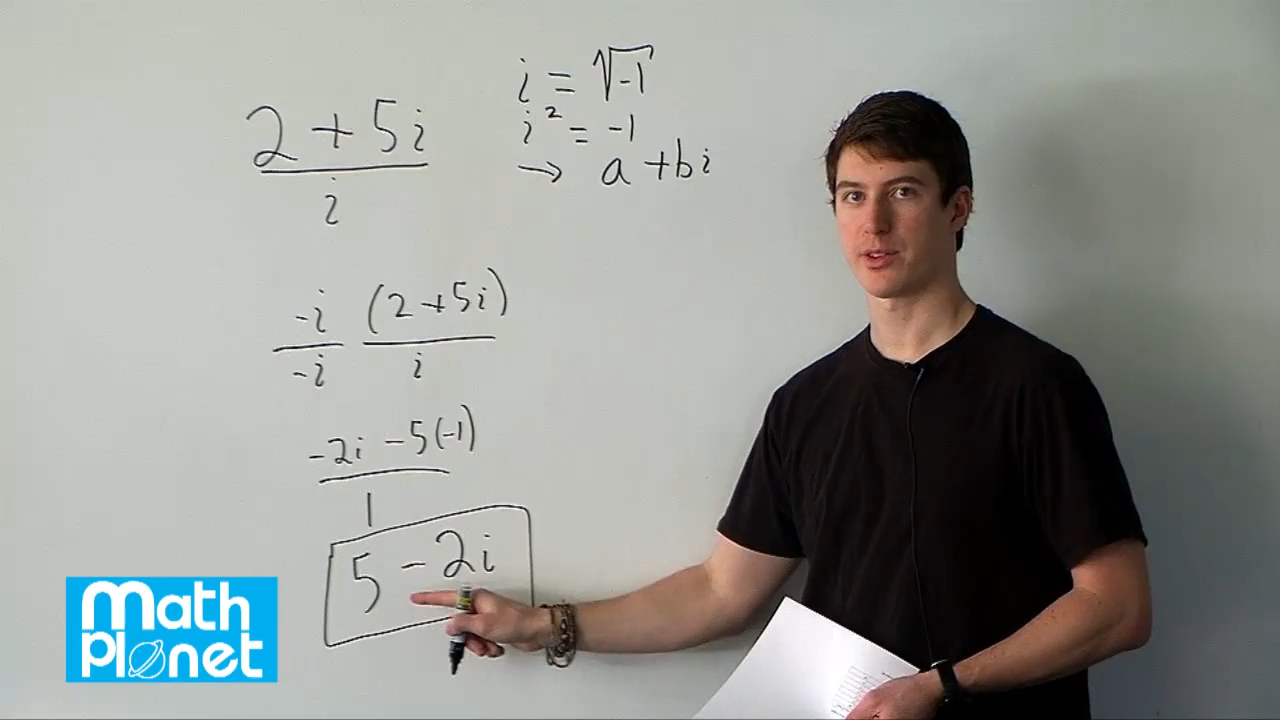 2 + 5i
i
i = √-1
i² = -1
→ a + bi
-i (2 + 5i)
-i i
-2i - 5(-1)
1
5 - 2i
Math
Planet